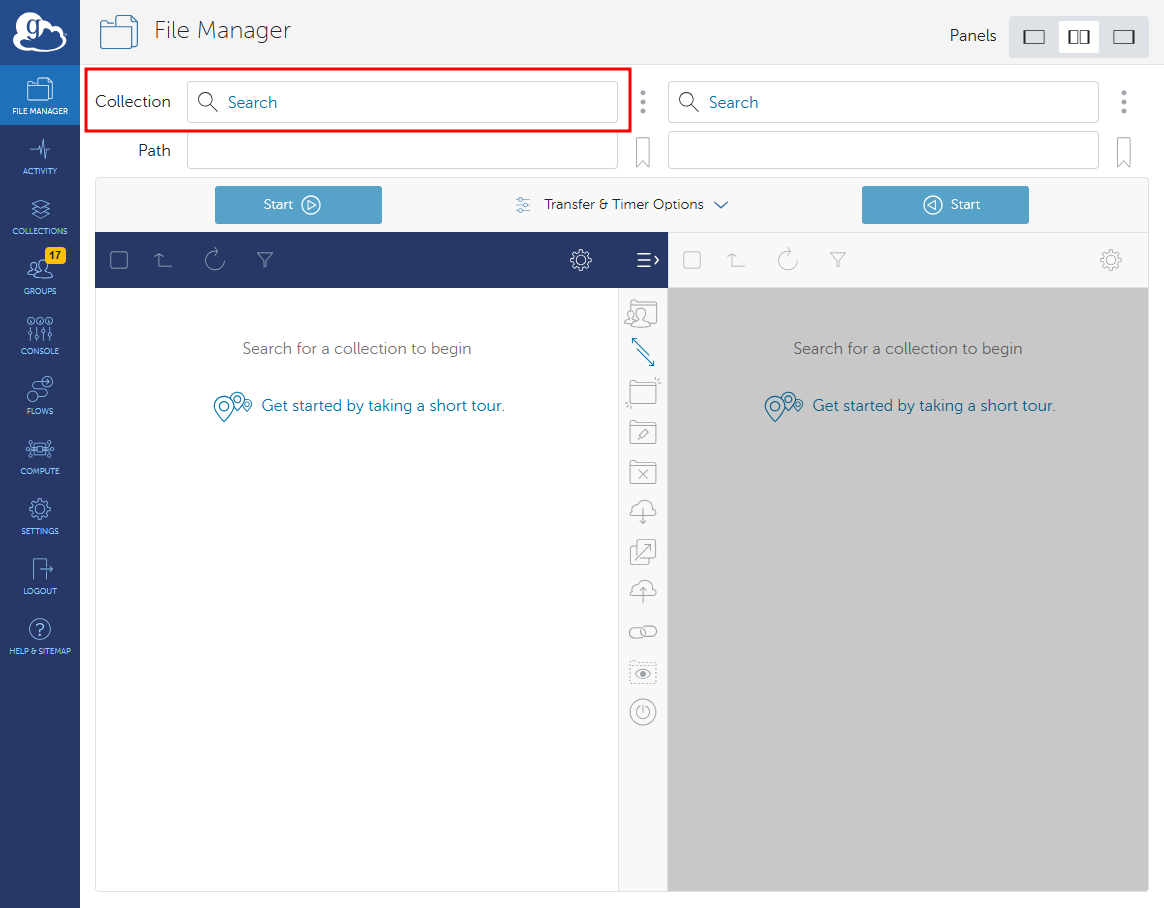 g
File Manager
Panels
FILE MANAGER
Collection
Search
Search
Path
ACTIVITY
COLLECTIONS
Start
Transfer & Timer Options
Start
17
GROUPS
CONSOLE
Search for a collection to begin
Search for a collection to begin
FLOWS
Get started by taking a short tour.
Get started by taking a short tour.
COMPUTE
SETTINGS
LOGOUT
?
HELP & SITEMAP